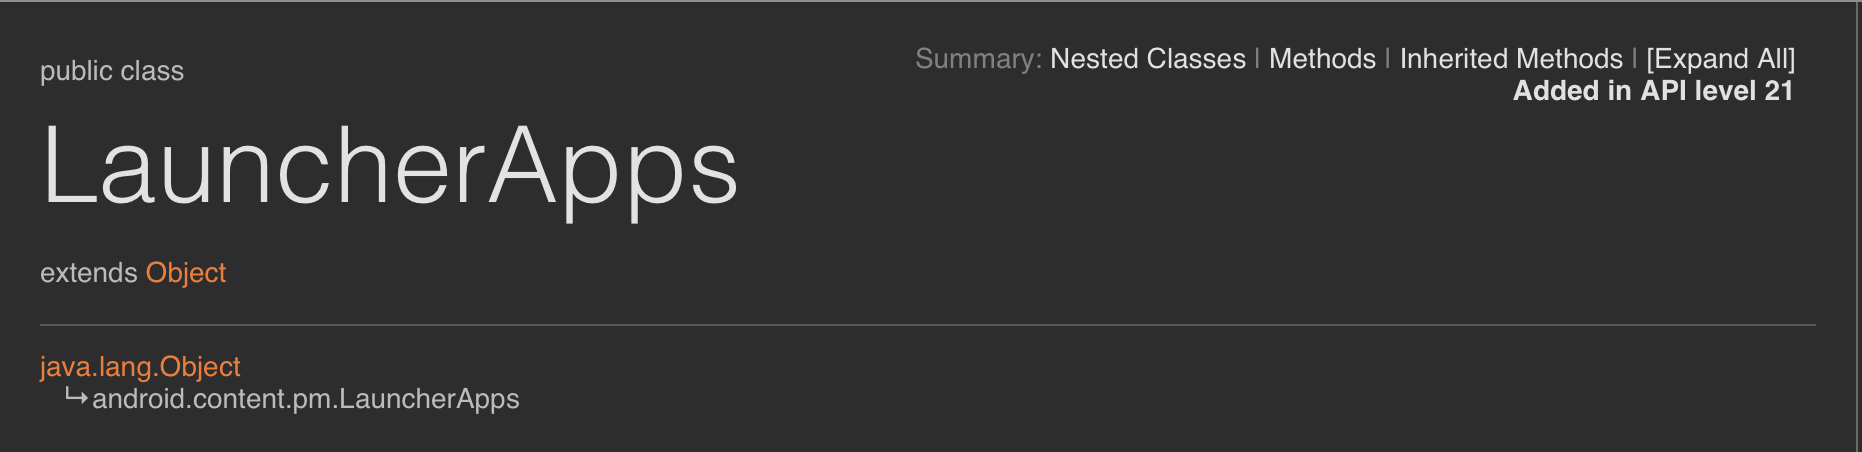 public class
Summary: Nested Classes | Methods | Inherited Methods | [Expand All]
Added in API level 21
LauncherApps
extends Object
java.lang.Object
↳android.content.pm.LauncherApps